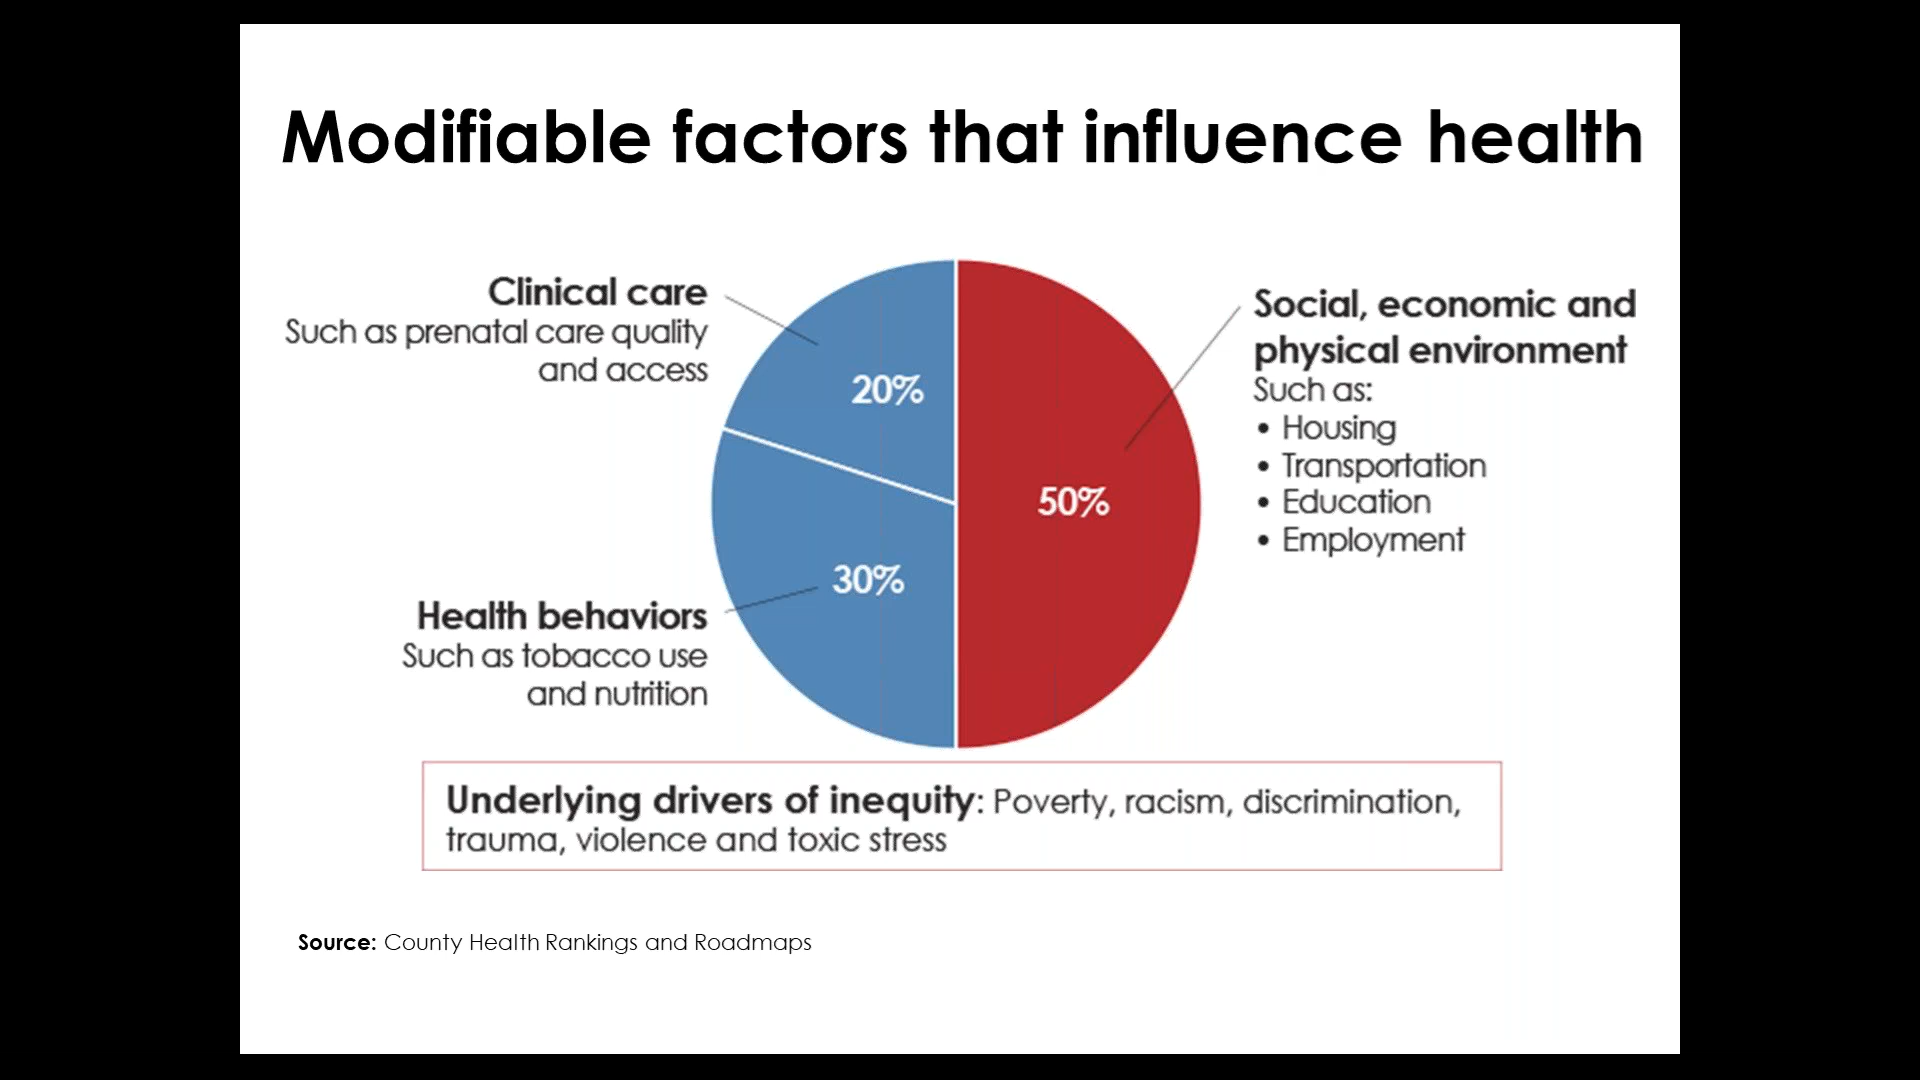 Modifiable factors that influence health
Clinical care
Such as prenatal care quality
and access
20%
Social, economic and
physical environment
Such as:
• Housing
• Transportation
• Education
• Employment
50%
30%
Health behaviors
Such as tobacco use
and nutrition
Underlying drivers of inequity: Poverty, racism, discrimination,
trauma, violence and toxic stress
Source: County Health Rankings and Roadmaps